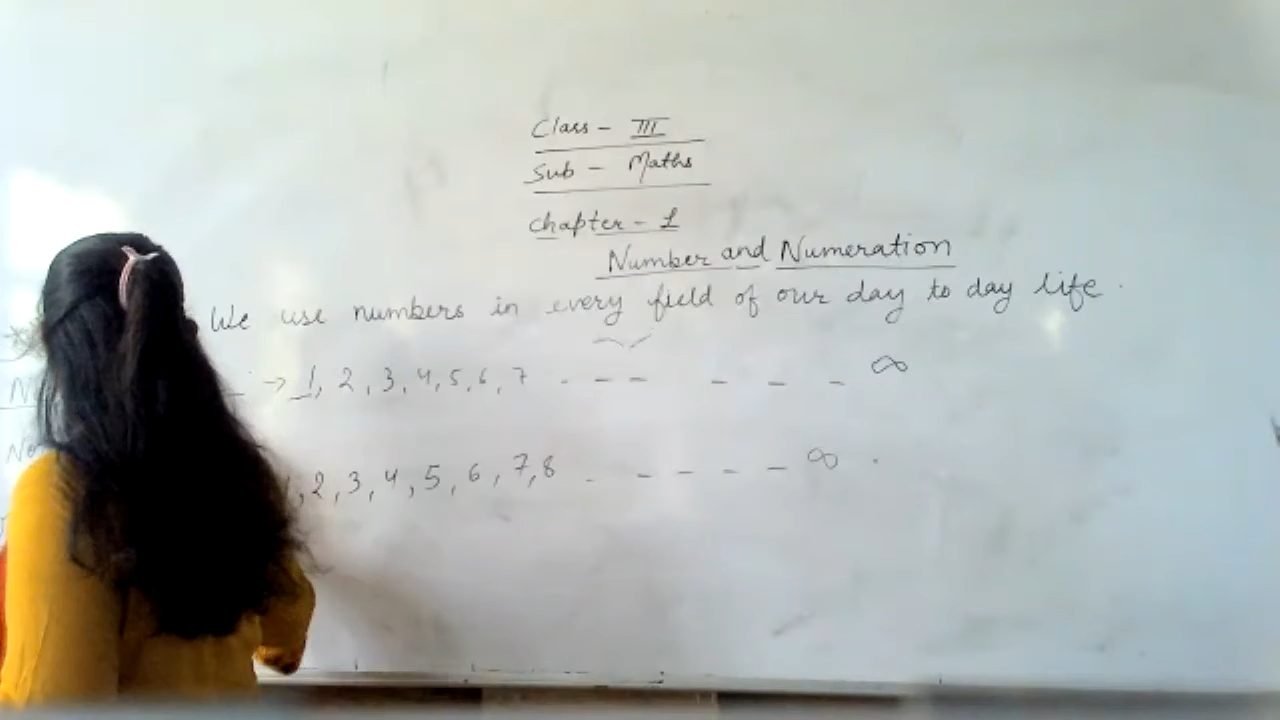 Class - III
Sub - Maths
Chapter - 1
Number and Numeration
We use numbers in every field of our day to day life.
→ 1, 2, 3, 4, 5, 6, 7 - - - - - - - ∞
1, 2, 3, 4, 5, 6, 7, 8 - - - - - ∞ .